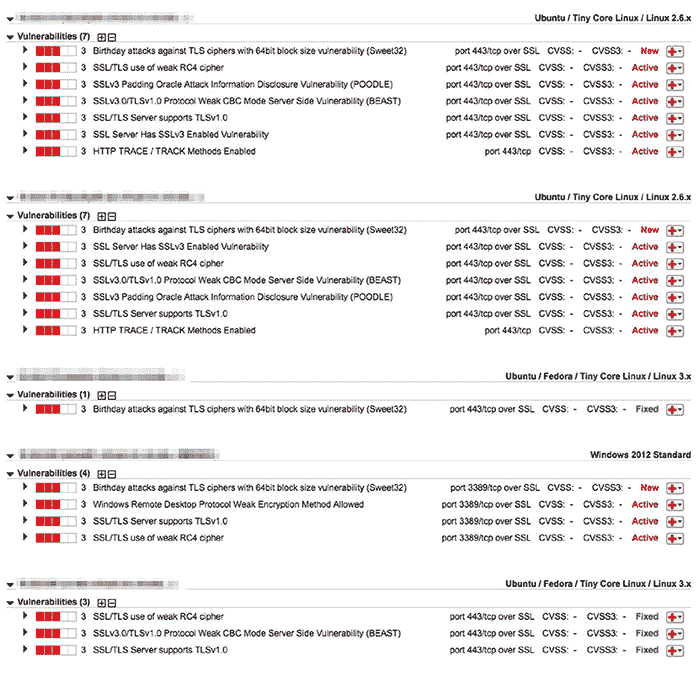 Ubuntu / Tiny Core Linux / Linux 2.6.x
Vulnerabilities (7)
3 Birthday attacks against TLS ciphers with 64bit block size vulnerability (Sweet32) port 443/tcp over SSL CVSS: - CVSS3: - New
3 SSL/TLS use of weak RC4 cipher port 443/tcp over SSL CVSS: - CVSS3: - Active
3 SSLv3 Padding Oracle Attack Information Disclosure Vulnerability (POODLE) port 443/tcp over SSL CVSS: - CVSS3: - Active
3 SSLv3.0/TLSv1.0 Protocol Weak CBC Mode Server Side Vulnerability (BEAST) port 443/tcp over SSL CVSS: - CVSS3: - Active
3 SSL/TLS Server supports TLSv1.0 port 443/tcp over SSL CVSS: - CVSS3: - Active
3 SSL Server Has SSLv3 Enabled Vulnerability port 443/tcp over SSL CVSS: - CVSS3: - Active
3 HTTP TRACE / TRACK Methods Enabled port 443/tcp CVSS: - CVSS3: - Active
Ubuntu / Tiny Core Linux / Linux 2.6.x
Vulnerabilities (7)
3 Birthday attacks against TLS ciphers with 64bit block size vulnerability (Sweet32) port 443/tcp over SSL CVSS: - CVSS3: - New
3 SSL Server Has SSLv3 Enabled Vulnerability port 443/tcp over SSL CVSS: - CVSS3: - Active
3 SSL/TLS use of weak RC4 cipher port 443/tcp over SSL CVSS: - CVSS3: - Active
3 SSLv3.0/TLSv1.0 Protocol Weak CBC Mode Server Side Vulnerability (BEAST) port 443/tcp over SSL CVSS: - CVSS3: - Active
3 SSLv3 Padding Oracle Attack Information Disclosure Vulnerability (POODLE) port 443/tcp over SSL CVSS: - CVSS3: - Active
3 SSL/TLS Server supports TLSv1.0 port 443/tcp over SSL CVSS: - CVSS3: - Active
3 HTTP TRACE / TRACK Methods Enabled port 443/tcp CVSS: - CVSS3: - Active
Ubuntu / Fedora / Tiny Core Linux / Linux 3.x
Vulnerabilities (1)
3 Birthday attacks against TLS ciphers with 64bit block size vulnerability (Sweet32) port 443/tcp over SSL CVSS: - CVSS3: - Fixed
Windows 2012 Standard
Vulnerabilities (4)
3 Birthday attacks against TLS ciphers with 64bit block size vulnerability (Sweet32) port 3389/tcp over SSL CVSS: - CVSS3: - New
3 Windows Remote Desktop Protocol Weak Encryption Method Allowed port 3389/tcp over SSL CVSS: - CVSS3: - Active
3 SSL/TLS Server supports TLSv1.0 port 3389/tcp over SSL CVSS: - CVSS3: - Active
3 SSL/TLS use of weak RC4 cipher port 3389/tcp over SSL CVSS: - CVSS3: - Active
Ubuntu / Fedora / Tiny Core Linux / Linux 3.x
Vulnerabilities (3)
3 SSL/TLS use of weak RC4 cipher port 443/tcp over SSL CVSS: - CVSS3: - Fixed
3 SSLv3.0/TLSv1.0 Protocol Weak CBC Mode Server Side Vulnerability (BEAST) port 443/tcp over SSL CVSS: - CVSS3: - Fixed
3 SSL/TLS Server supports TLSv1.0 port 443/tcp over SSL CVSS: - CVSS3: - Fixed